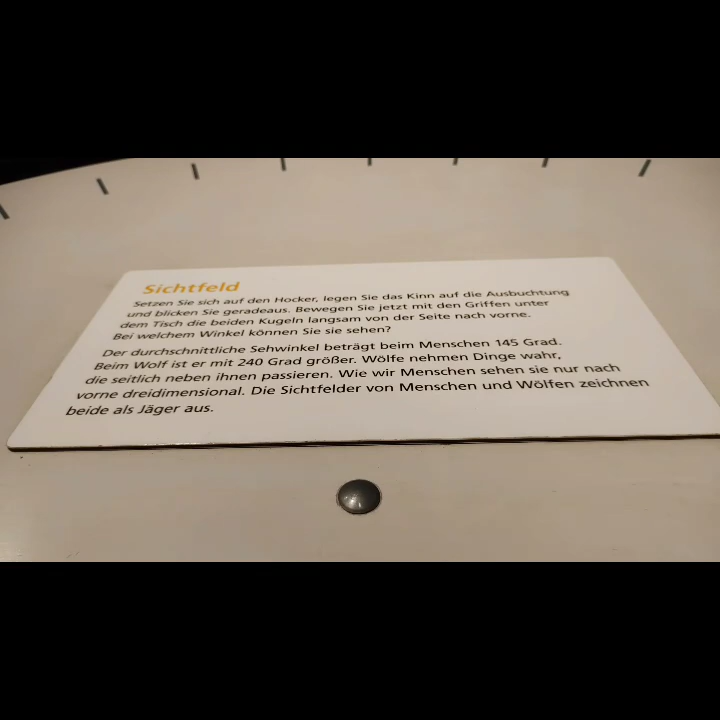 Sichtfeld
Setzen Sie sich auf den Hocker, legen Sie das Kinn auf die Ausbuchtung
und blicken Sie geradeaus. Bewegen Sie jetzt mit den Griffen unter
dem Tisch die beiden Kugeln langsam von der Seite nach vorne.
Bei welchem Winkel können Sie sie sehen?
Der durchschnittliche Sehwinkel beträgt beim Menschen 145 Grad.
Beim Wolf ist er mit 240 Grad größer. Wölfe nehmen Dinge wahr,
die seitlich neben ihnen passieren. Wie wir Menschen sehen sie nur nach
vorne dreidimensional. Die Sichtfelder von Menschen und Wölfen zeichnen
beide als Jäger aus.